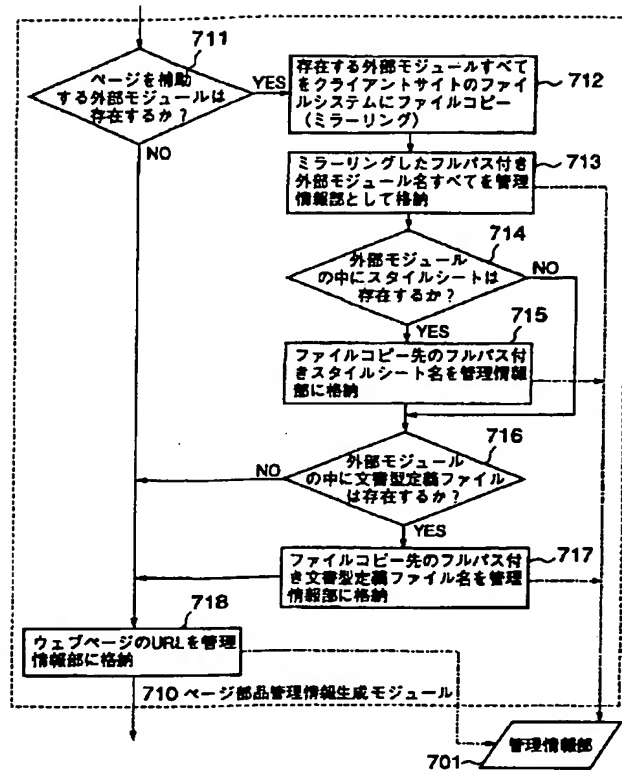 711
ページを補助
する外部モジュールは
存在するか?
YES
NO
存在する外部モジュールすべて
をクライアントサイトのファ
イルシステムにファイルコピー
(ミラーリング)
712
ミラーリングしたフルパス付き
外部モジュール名すべてを管理
情報部として格納
713
714
外部モジュール
の中にスタイルシートは
存在するか?
NO
YES
715
ファイルコピー先のフルパス付
きスタイルシート名を管理情報
部に格納
716
外部モジュール
の中に文書型定義ファイル
は存在するか?
NO
YES
ファイルコピー先のフルパス付
き文書型定義ファイル名を管理
情報部に格納
717
718
ウェブページのURLを管理
情報部に格納
710 ページ部品管理情報生成モジュール
管理情報部
701